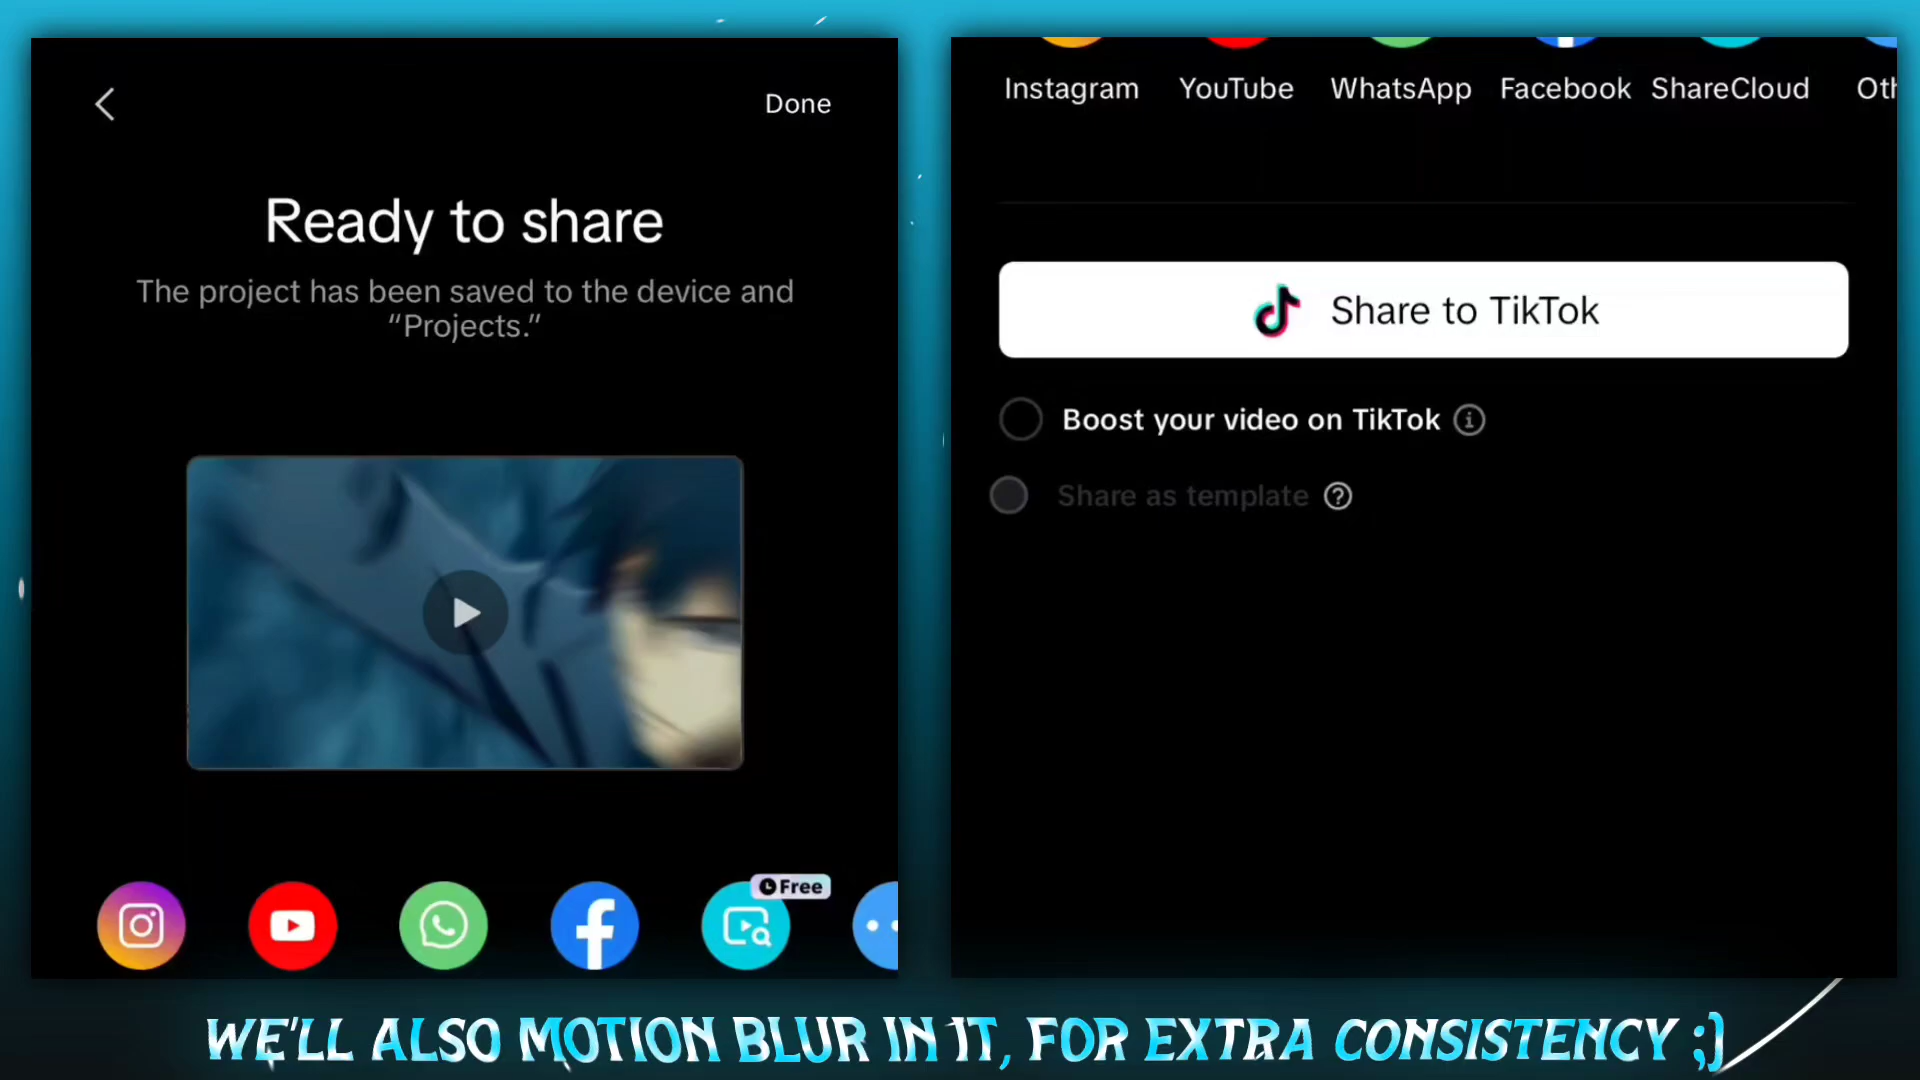 Done
Ready to share
The project has been saved to the device and
“Projects.”
Free
Instagram YouTube WhatsApp Facebook ShareCloud Oth
Share to TikTok
Boost your video on TikTok
Share as template
WE'LL ALSO MOTION BLUR IN IT, FOR EXTRA CONSISTENCY ;)